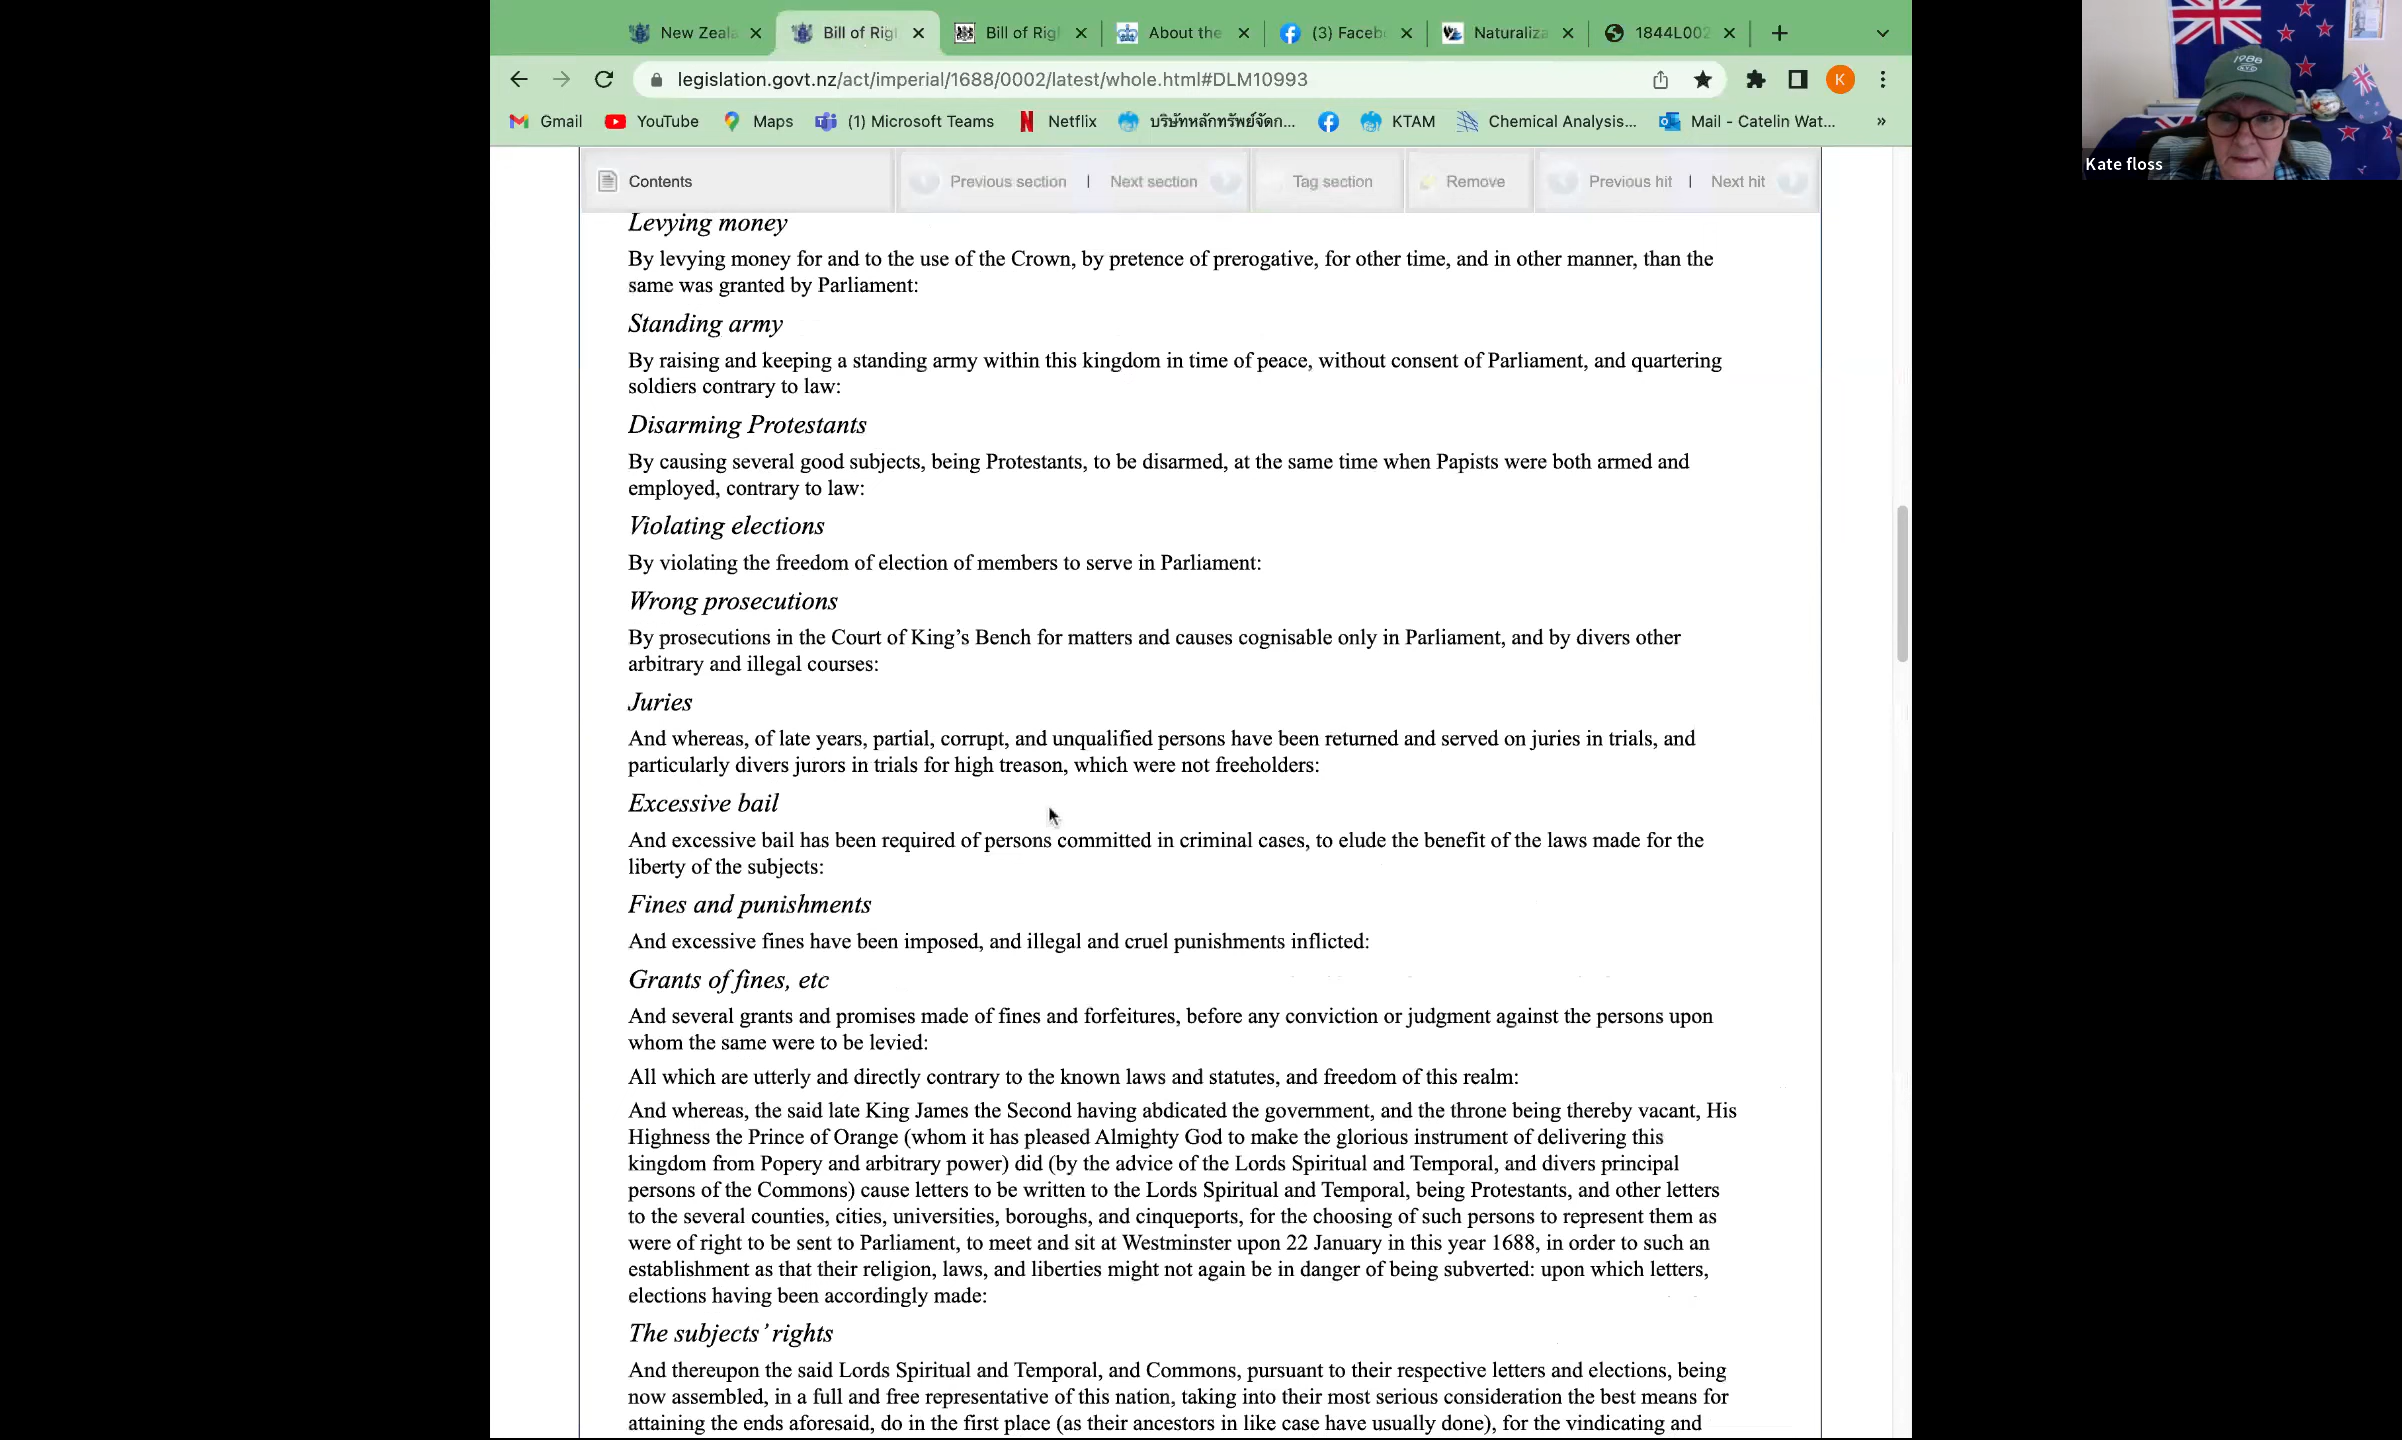 New Zeala
Bill of Rig
Bill of Rig
About the
(3) Facebo
Naturaliza
1844L002
legislation.govt.nz/act/imperial/1688/0002/latest/whole.html#DLM10993
K
Gmail
YouTube
Maps
(1) Microsoft Teams
Netflix
บริษัทหลักทรัพย์จัดก...
KTAM
Chemical Analysis...
Mail - Catelin Wat...
»
1988
Kate floss
Contents
Previous section | Next section
Tag section
Remove
Previous hit | Next hit
Levying money
By levying money for and to the use of the Crown, by pretence of prerogative, for other time, and in other manner, than the
same was granted by Parliament:
Standing army
By raising and keeping a standing army within this kingdom in time of peace, without consent of Parliament, and quartering
soldiers contrary to law:
Disarming Protestants
By causing several good subjects, being Protestants, to be disarmed, at the same time when Papists were both armed and
employed, contrary to law:
Violating elections
By violating the freedom of election of members to serve in Parliament:
Wrong prosecutions
By prosecutions in the Court of King’s Bench for matters and causes cognisable only in Parliament, and by divers other
arbitrary and illegal courses:
Juries
And whereas, of late years, partial, corrupt, and unqualified persons have been returned and served on juries in trials, and
particularly divers jurors in trials for high treason, which were not freeholders:
Excessive bail
And excessive bail has been required of persons committed in criminal cases, to elude the benefit of the laws made for the
liberty of the subjects:
Fines and punishments
And excessive fines have been imposed, and illegal and cruel punishments inflicted:
Grants of fines, etc
And several grants and promises made of fines and forfeitures, before any conviction or judgment against the persons upon
whom the same were to be levied:
All which are utterly and directly contrary to the known laws and statutes, and freedom of this realm:
And whereas, the said late King James the Second having abdicated the government, and the throne being thereby vacant, His
Highness the Prince of Orange (whom it has pleased Almighty God to make the glorious instrument of delivering this
kingdom from Popery and arbitrary power) did (by the advice of the Lords Spiritual and Temporal, and divers principal
persons of the Commons) cause letters to be written to the Lords Spiritual and Temporal, being Protestants, and other letters
to the several counties, cities, universities, boroughs, and cinqueports, for the choosing of such persons to represent them as
were of right to be sent to Parliament, to meet and sit at Westminster upon 22 January in this year 1688, in order to such an
establishment as that their religion, laws, and liberties might not again be in danger of being subverted: upon which letters,
elections having been accordingly made:
The subjects’ rights
And thereupon the said Lords Spiritual and Temporal, and Commons, pursuant to their respective letters and elections, being
now assembled, in a full and free representative of this nation, taking into their most serious consideration the best means for
attaining the ends aforesaid, do in the first place (as their ancestors in like case have usually done), for the vindicating and